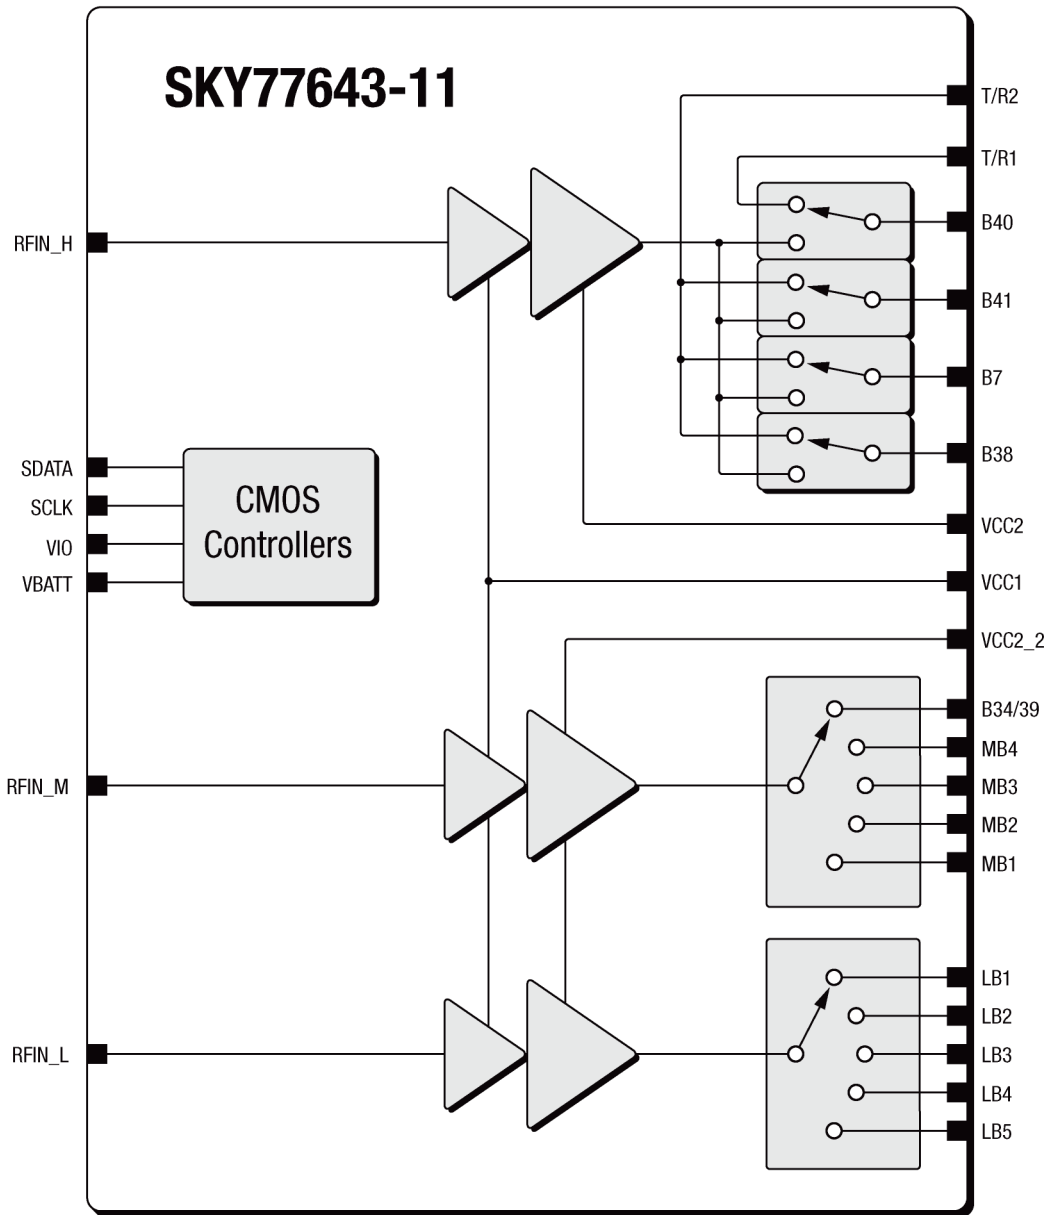 SKY77643-11
T/R2
T/R1
RFIN_H
B40
B41
B7
B38
SDATA
SCLK
VIO
VBATT
CMOS
Controllers
VCC2
VCC1
VCC2_2
RFIN_M
B34/39
MB4
MB3
MB2
MB1
RFIN_L
LB1
LB2
LB3
LB4
LB5